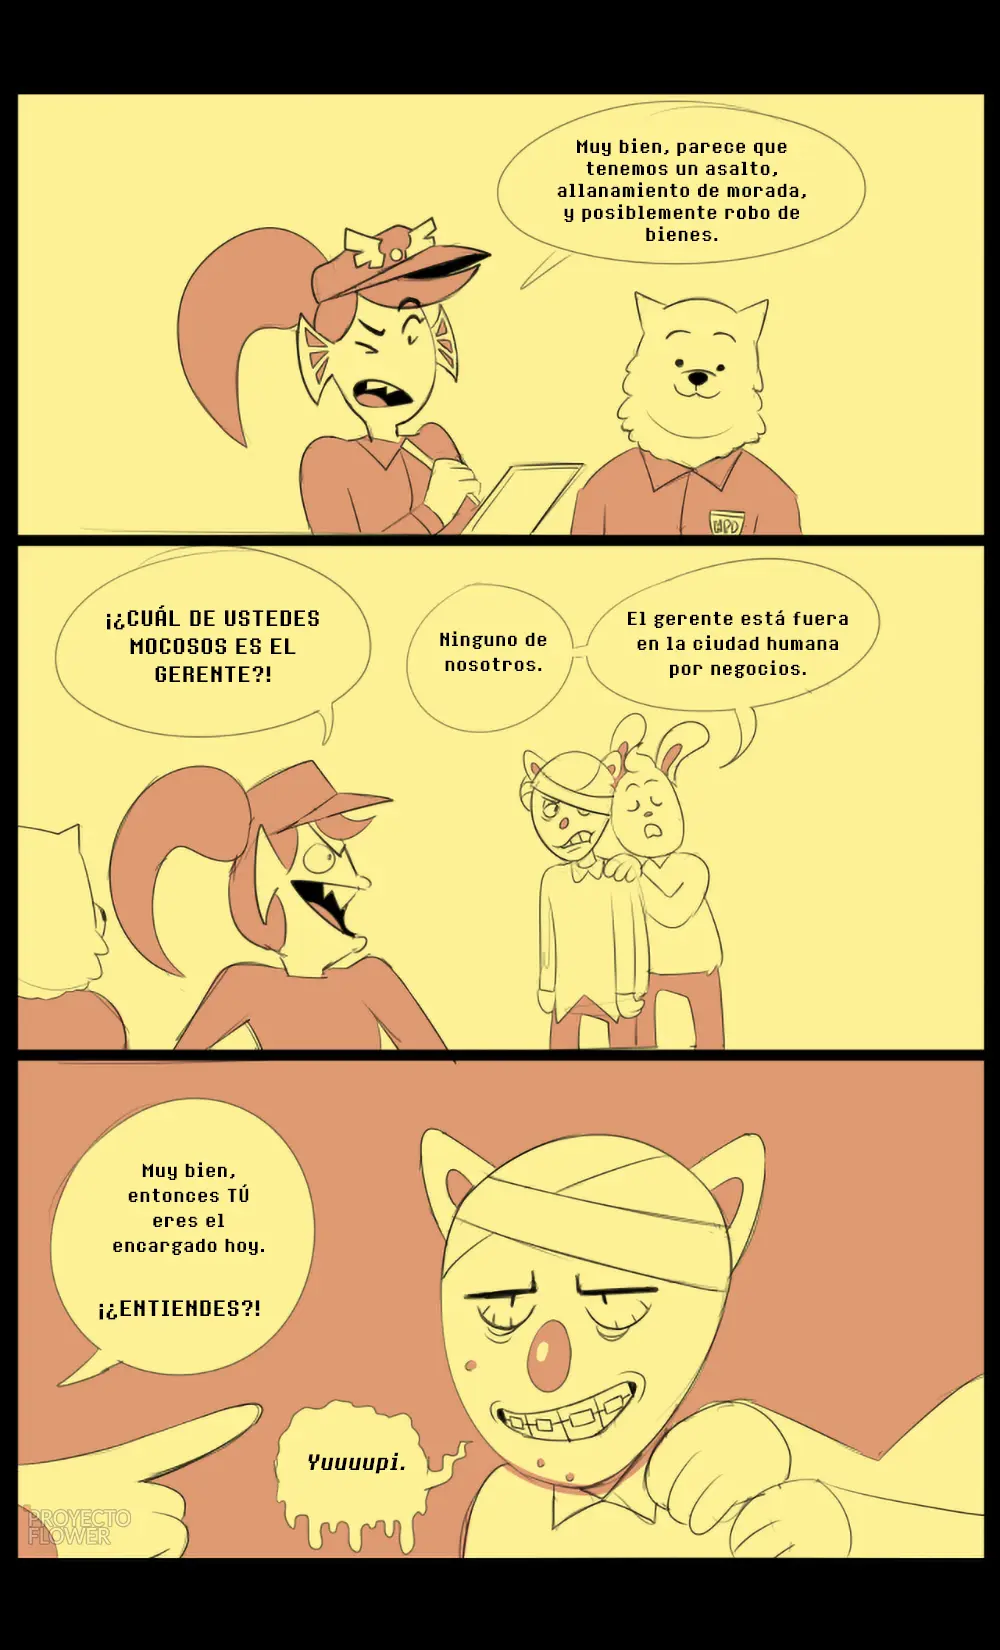 Muy bien, parece que
tenemos un asalto,
allanamiento de morada,
y posiblemente robo de
bienes.
¡¿CUÁL DE USTEDES
MOCOSOS ES EL
GERENTE?!
Ninguno de
nosotros.
El gerente está fuera
en la ciudad humana
por negocios.
Muy bien,
entonces TÚ
eres el
encargado hoy.
¡¿ENTIENDES?!
Yuuuupi.
PROYECTO
FLOWER